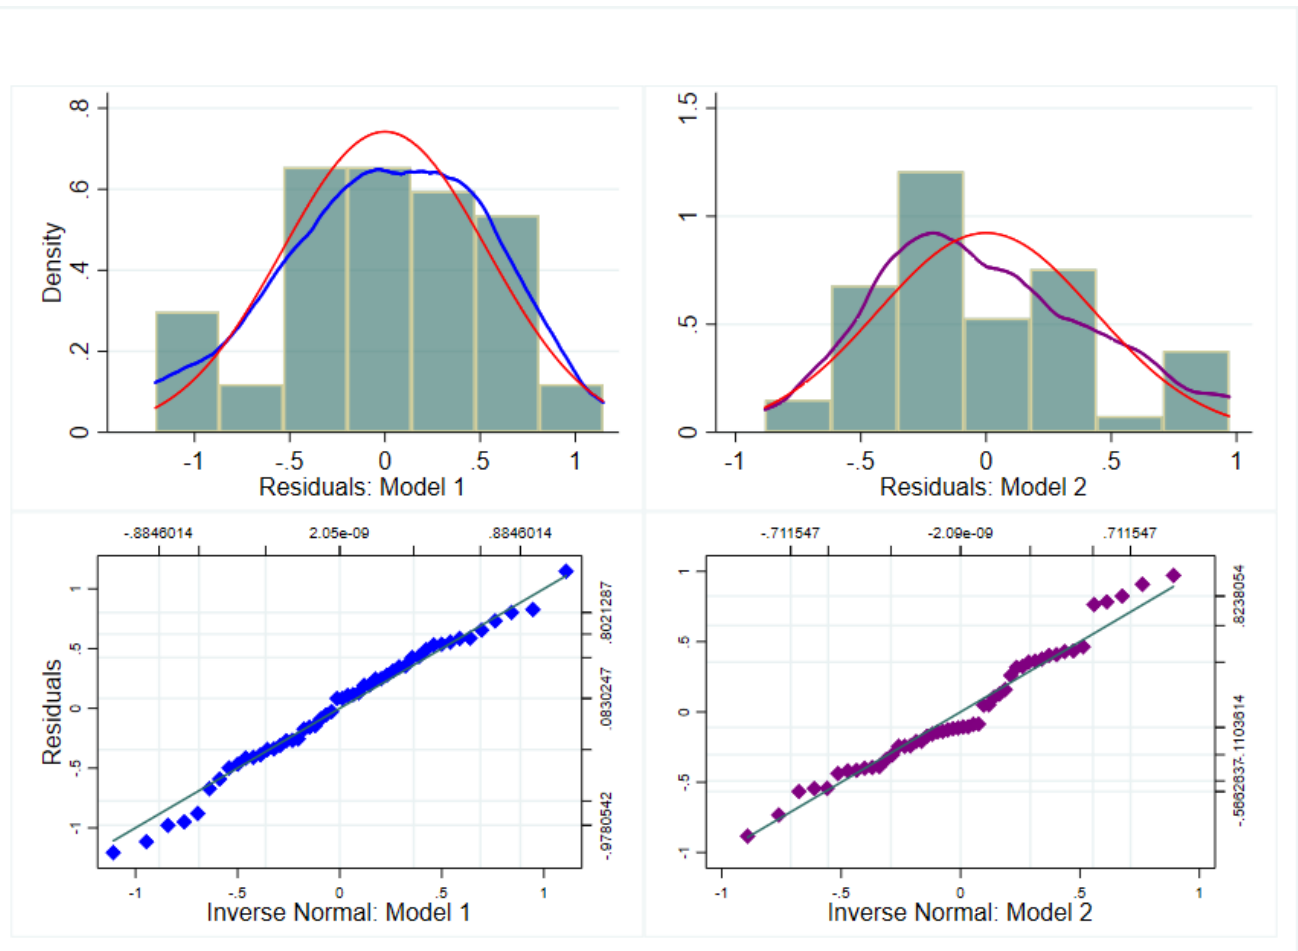 Density
.8
.6
.4
.2
0
-1 -.5 0 .5 1
Residuals: Model 1
1.5
1
.5
0
-1 -.5 0 .5 1
Residuals: Model 2
-.8846014 2.05e-09 .8846014
Residuals
1
.5
0
-.5
-1
.8021287
.0830247
-.9780542
-1 -.5 0 .5 1
Inverse Normal: Model 1
-.711547 -2.09e-09 .711547
1
.5
0
-.5
-1
.8238054
-.1103614
-.5662637
-1 -.5 0 .5 1
Inverse Normal: Model 2